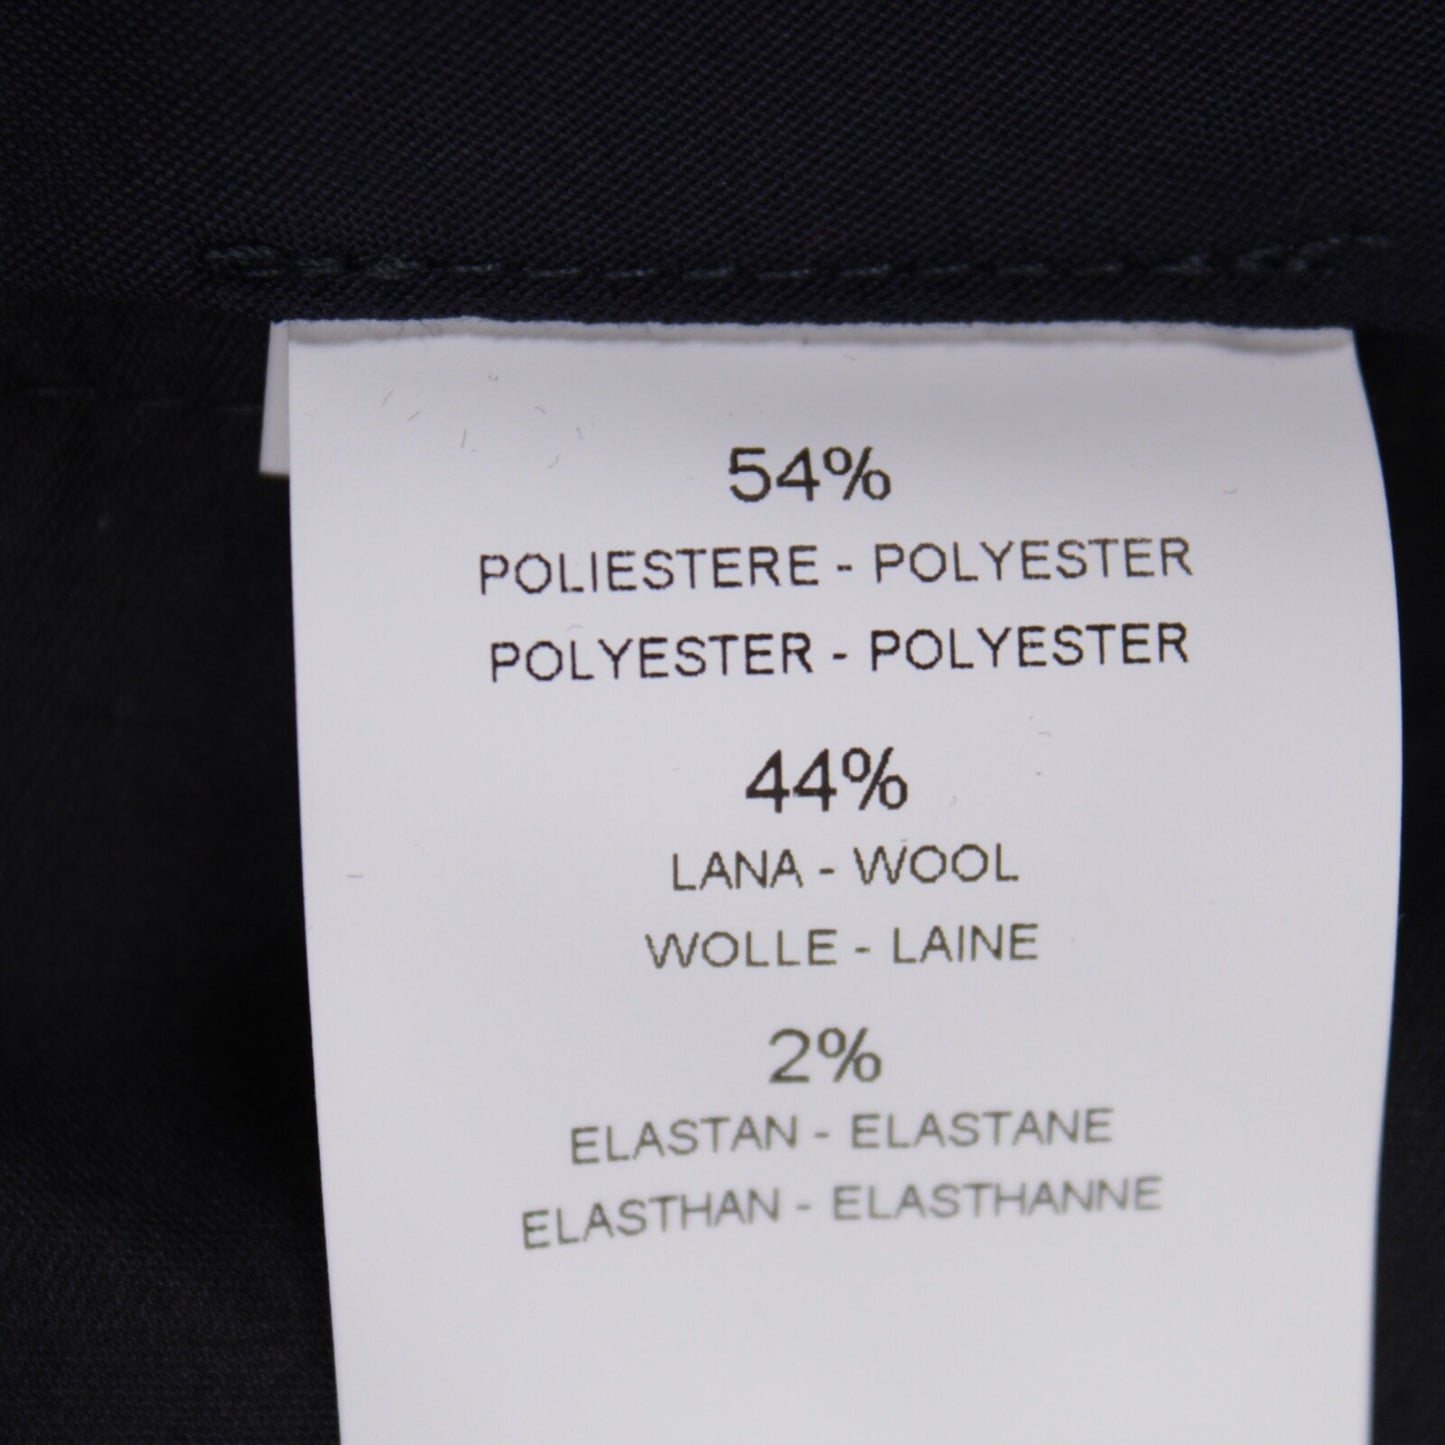 54%
POLIESTERE - POLYESTER
POLYESTER - POLYESTER
44%
LANA - WOOL
WOLLE - LAINE
2%
ELASTAN - ELASTANE
ELASTHAN - ELASTHANNE